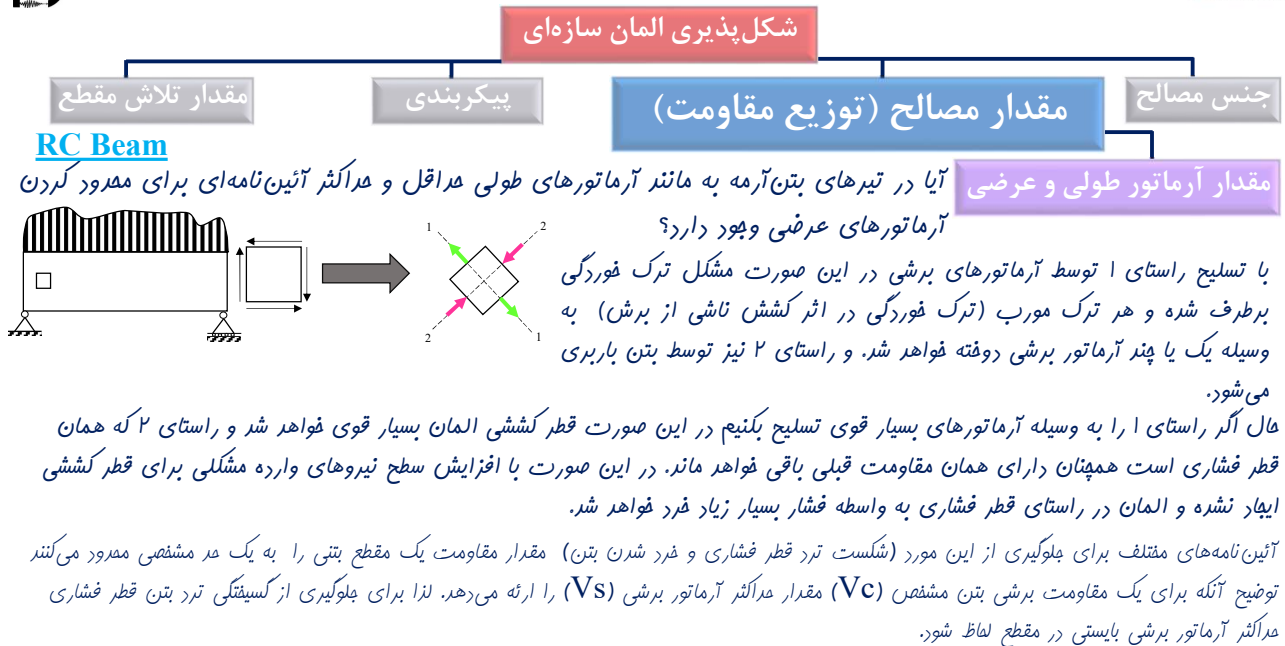 شکل‌پذیری المان سازه‌ای
جنس مصالح
مقدار مصالح (توزیع مقاومت)
پیکربندی
مقدار تلاش مقطع
RC Beam
مقدار آرماتور طولی و عرضی
آیا در تیرهای بتن‌آرمه به مانند آرماتورهای طولی حداقل و حداکثر آئین‌نامه‌ای برای محدود کردن
آرماتورهای عرضی وجود دارد؟
1
2
2
1
با تسلیح راستای ۱ توسط آرماتورهای برشی در این صورت مشکل ترک خوردگی
برطرف شده و هر ترک مورب (ترک خوردگی در اثر کشش ناشی از برش) به
وسیله یک یا چند آرماتور برشی دوخته خواهد شد. و راستای ۲ نیز توسط بتن باربری
می‌شود.
حال اگر راستای ۱ را به وسیله آرماتورهای بسیار قوی تسلیح بکنیم در این صورت قطر کششی المان بسیار قوی خواهد شد و راستای ۲ که همان
قطر فشاری است همچنان دارای همان مقاومت قبلی باقی خواهد ماند. در این صورت با افزایش سطح نیروهای وارده مشکلی برای قطر کششی
ایجاد نشده و المان در راستای قطر فشاری به واسطه فشار بسیار زیاد خرد خواهد شد.
آئین‌نامه‌های مختلف برای جلوگیری از این مورد (شکست ترد قطر فشاری و خرد شدن بتن) مقدار مقاومت یک مقطع بتنی را به یک حد مشخصی محدود می‌کنند
توضیح آنکه برای یک مقاومت برشی بتن مشخص (Vc) مقدار حداکثر آرماتور برشی (Vs) را ارئه می‌دهد. لذا برای جلوگیری از گسیختگی ترد بتن قطر فشاری
حداکثر آرماتور برشی بایستی در مقطع لحاظ شود.